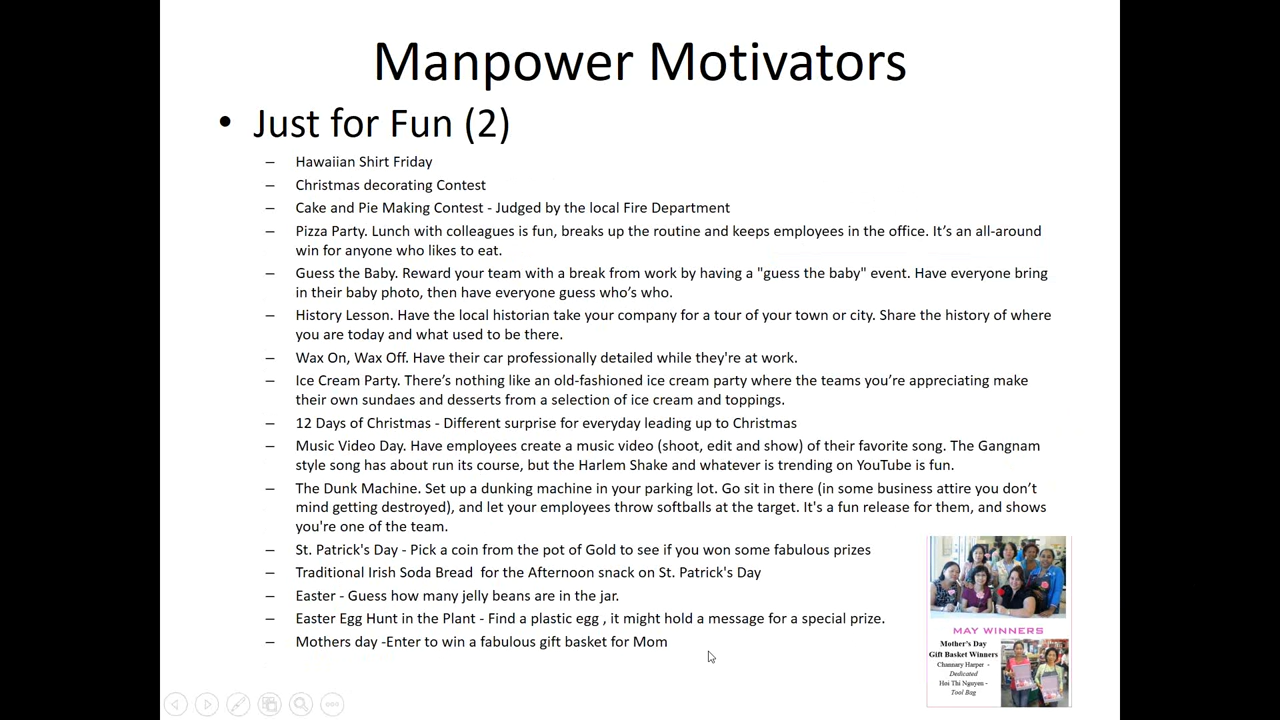 Manpower Motivators
• Just for Fun (2)
– Hawaiian Shirt Friday
– Christmas decorating Contest
– Cake and Pie Making Contest - Judged by the local Fire Department
– Pizza Party. Lunch with colleagues is fun, breaks up the routine and keeps employees in the office. It’s an all-around
win for anyone who likes to eat.
– Guess the Baby. Reward your team with a break from work by having a "guess the baby" event. Have everyone bring
in their baby photo, then have everyone guess who’s who.
– History Lesson. Have the local historian take your company for a tour of your town or city. Share the history of where
you are today and what used to be there.
– Wax On, Wax Off. Have their car professionally detailed while they're at work.
– Ice Cream Party. There’s nothing like an old-fashioned ice cream party where the teams you’re appreciating make
their own sundaes and desserts from a selection of ice cream and toppings.
– 12 Days of Christmas - Different surprise for everyday leading up to Christmas
– Music Video Day. Have employees create a music video (shoot, edit and show) of their favorite song. The Gangnam
style song has about run its course, but the Harlem Shake and whatever is trending on YouTube is fun.
– The Dunk Machine. Set up a dunking machine in your parking lot. Go sit in there (in some business attire you don’t
mind getting destroyed), and let your employees throw softballs at the target. It's a fun release for them, and shows
you're one of the team.
– St. Patrick's Day - Pick a coin from the pot of Gold to see if you won some fabulous prizes
– Traditional Irish Soda Bread for the Afternoon snack on St. Patrick's Day
– Easter - Guess how many jelly beans are in the jar.
– Easter Egg Hunt in the Plant - Find a plastic egg , it might hold a message for a special prize.
– Mothers day -Enter to win a fabulous gift basket for Mom
MAY WINNERS
Mother's Day
Gift Basket Winners
Channary Harper -
Dedicated
Hoi Thi Nguyen -
Tool Bag